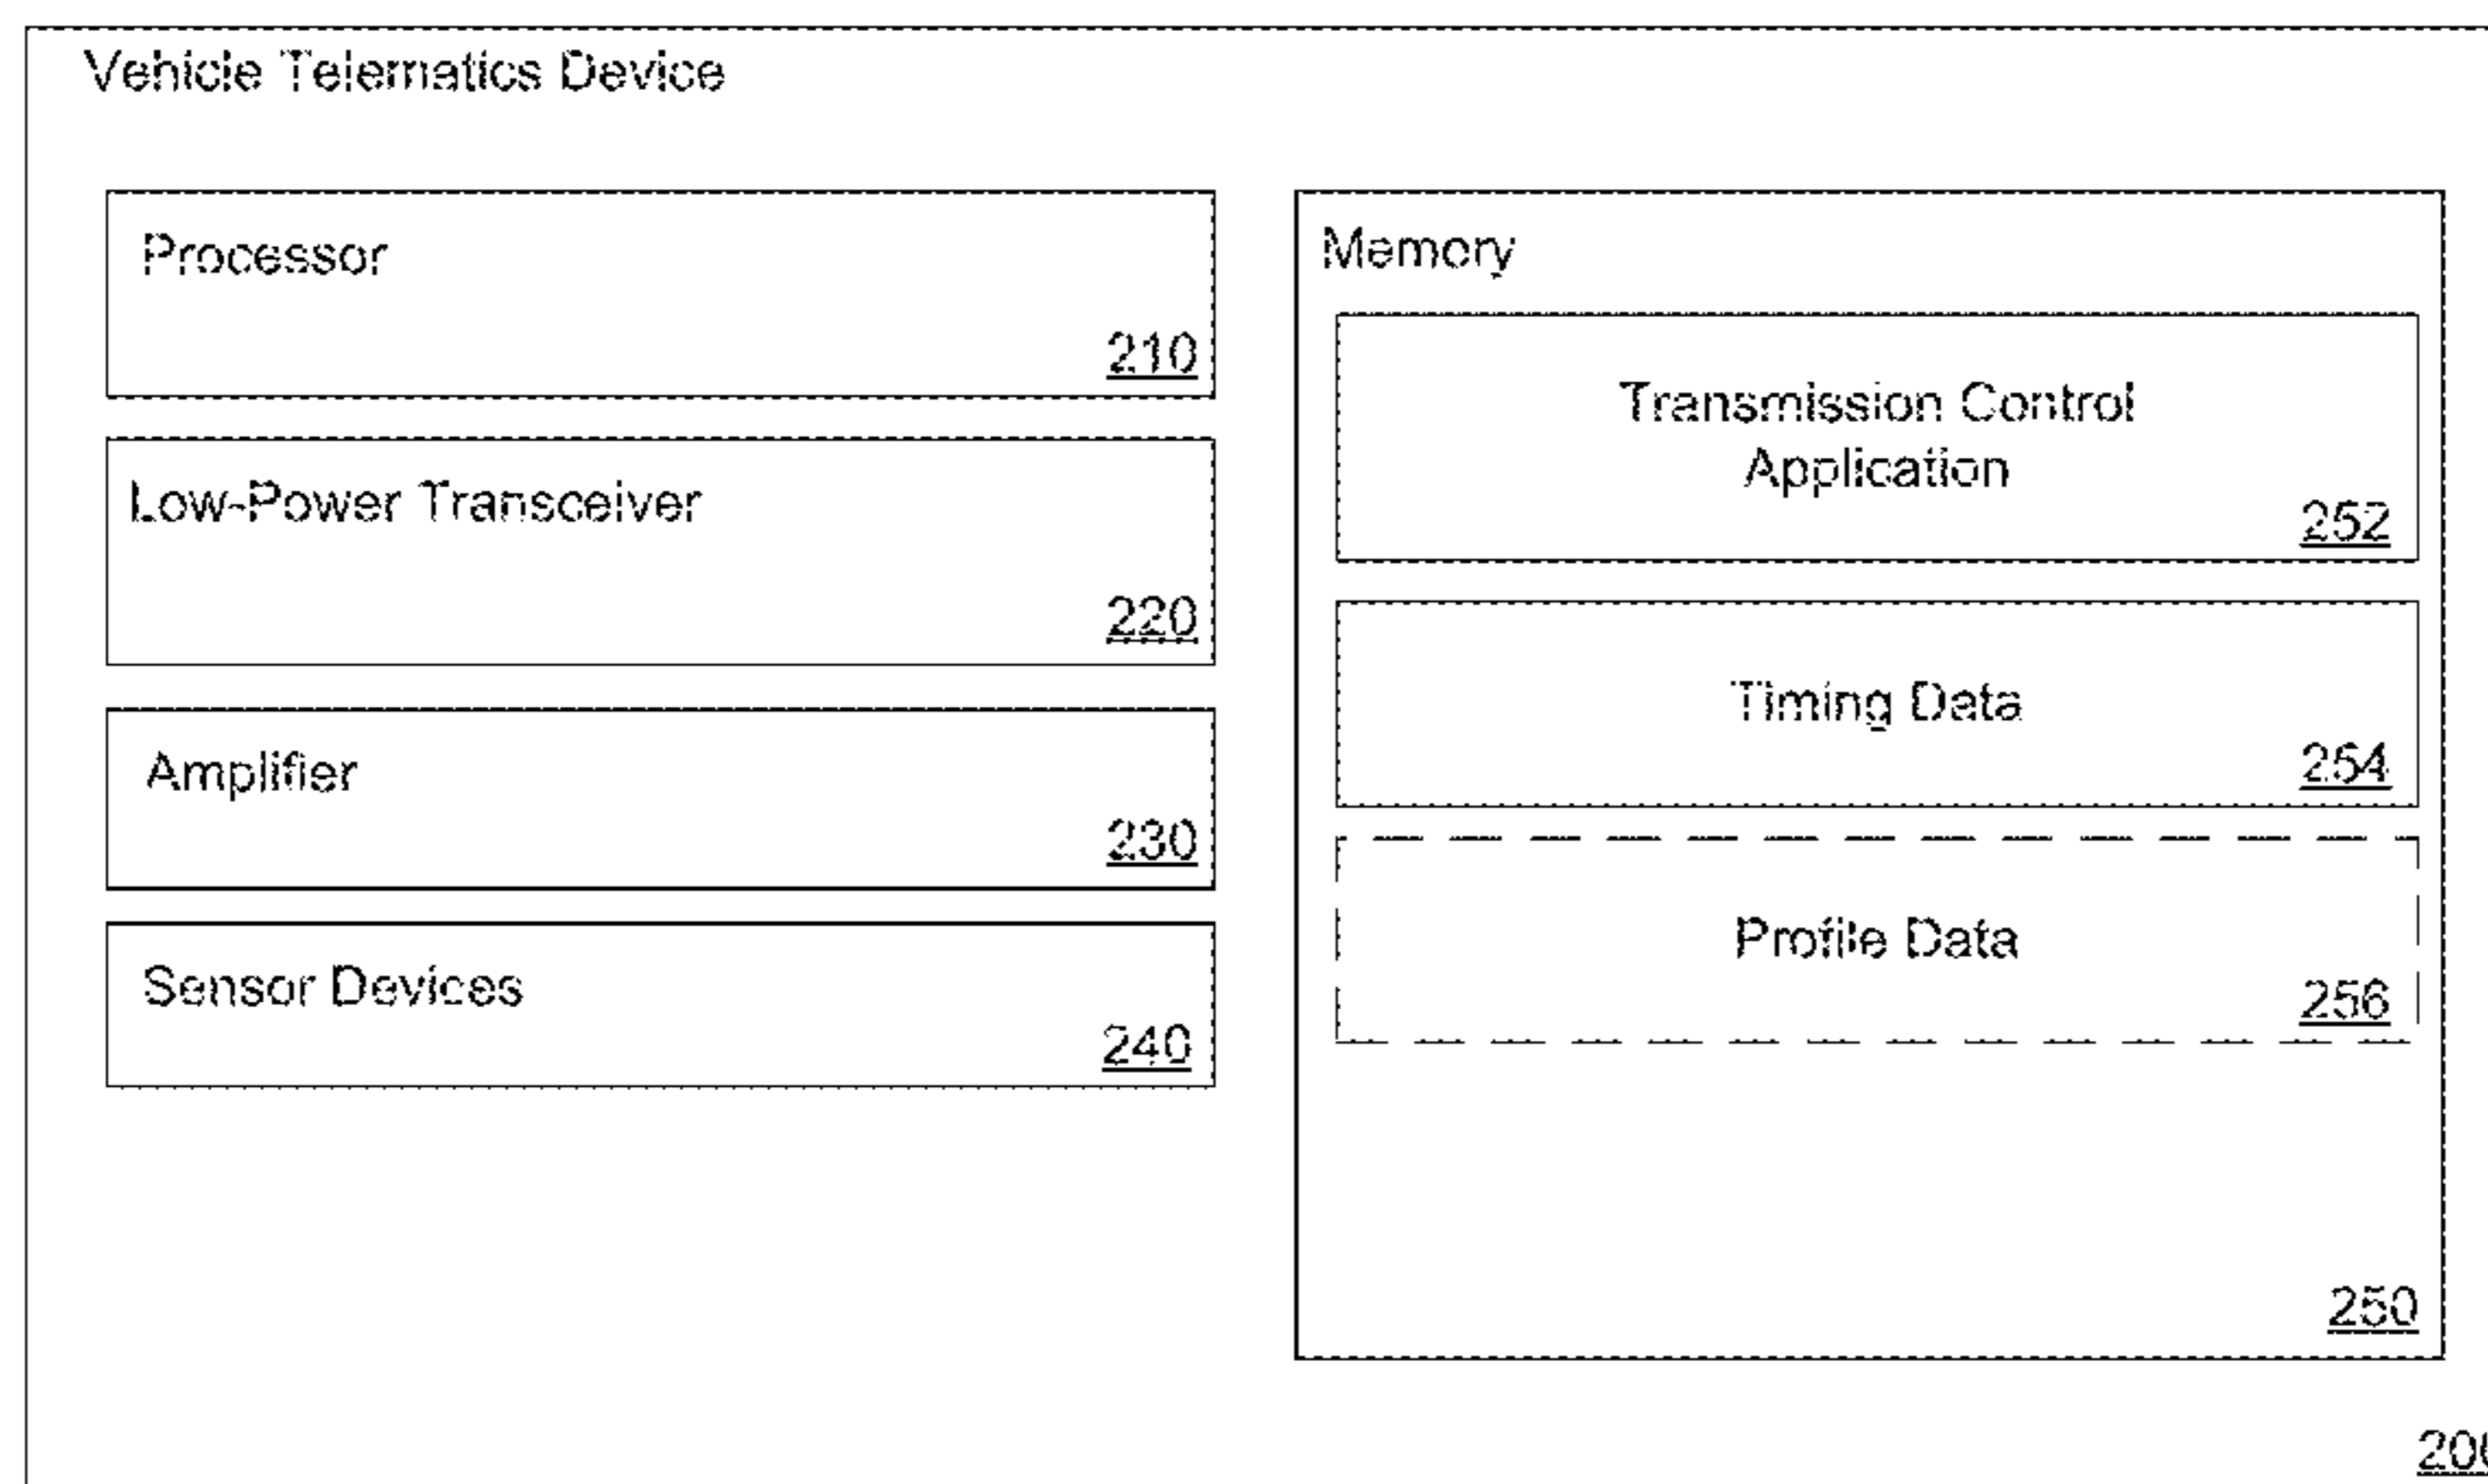 Vehicle Telematics Device
Processor
210
Low-Power Transceiver
220
Amplifier
230
Sensor Devices
240
Memory
Transmission Control
Application
252
Timing Data
254
Profile Data
256
250